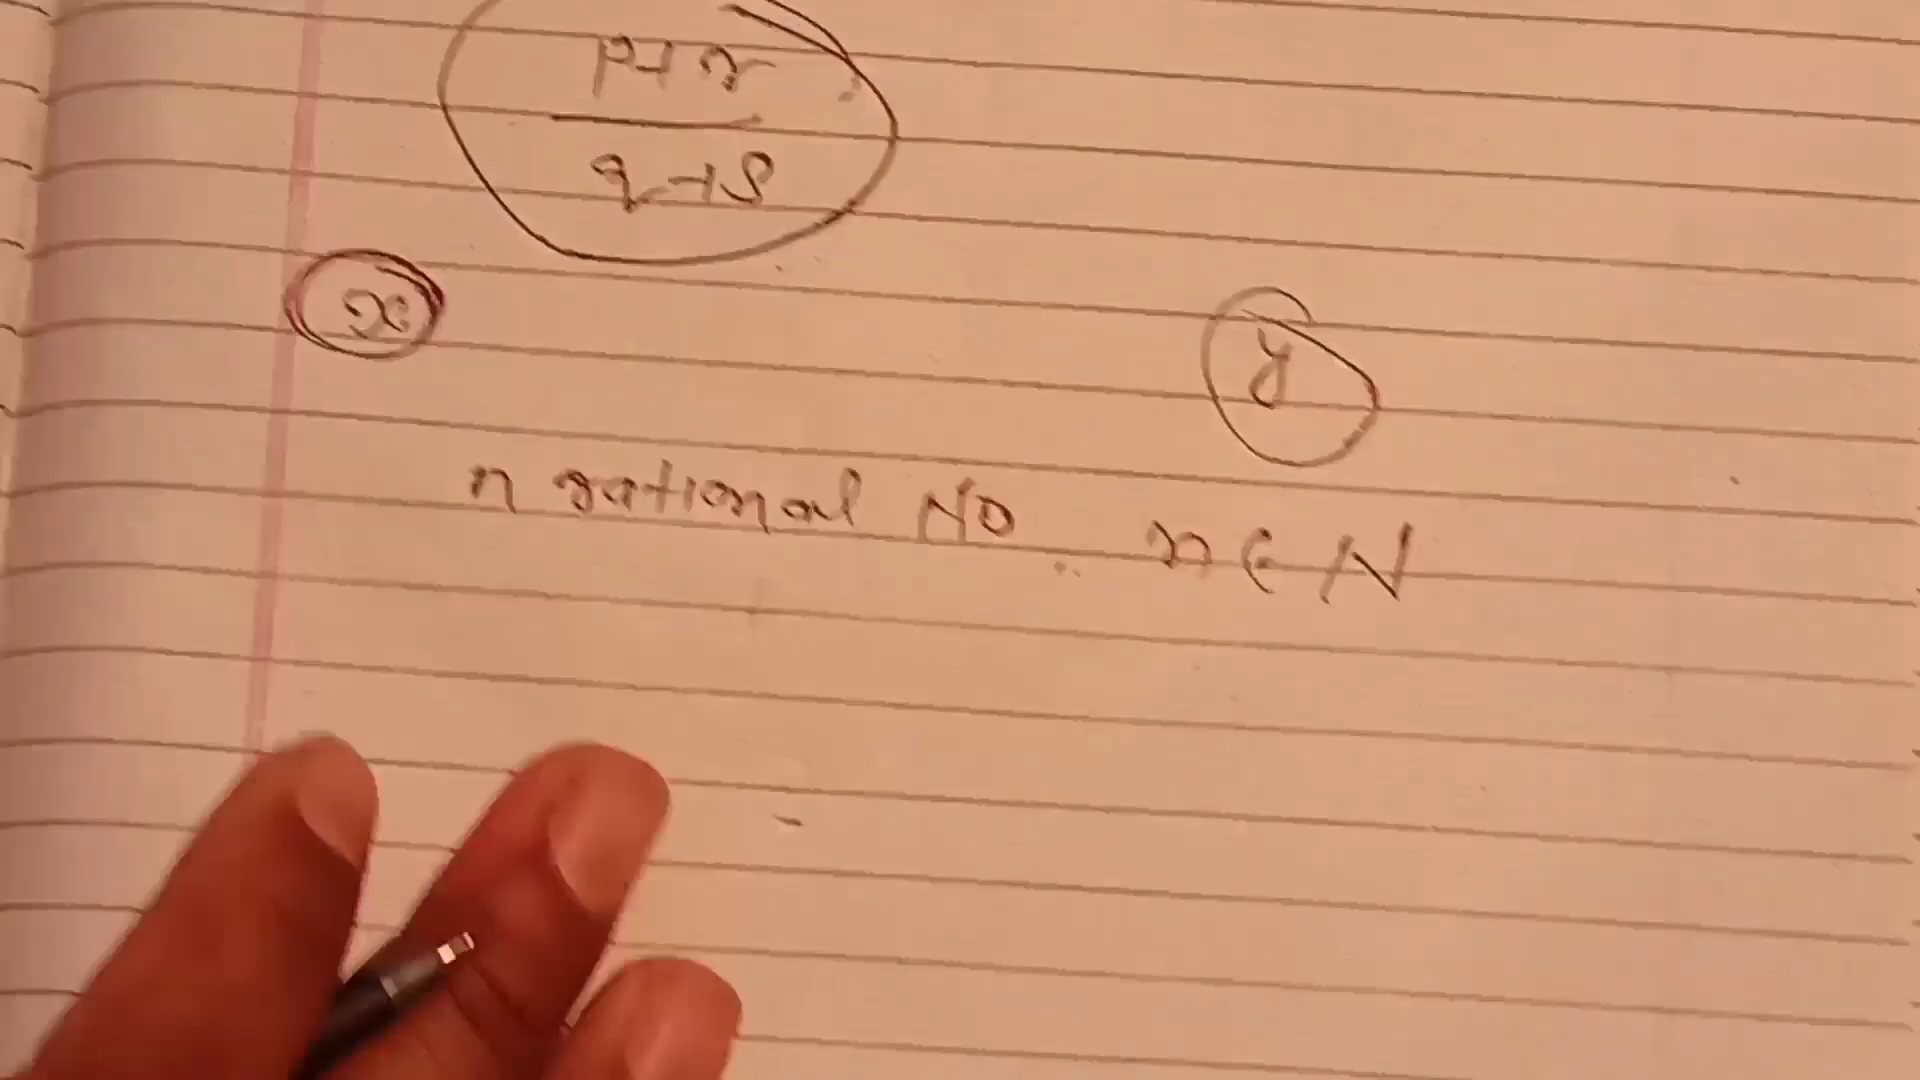 p+r
q+s
x
y
n rational No n ∈ N